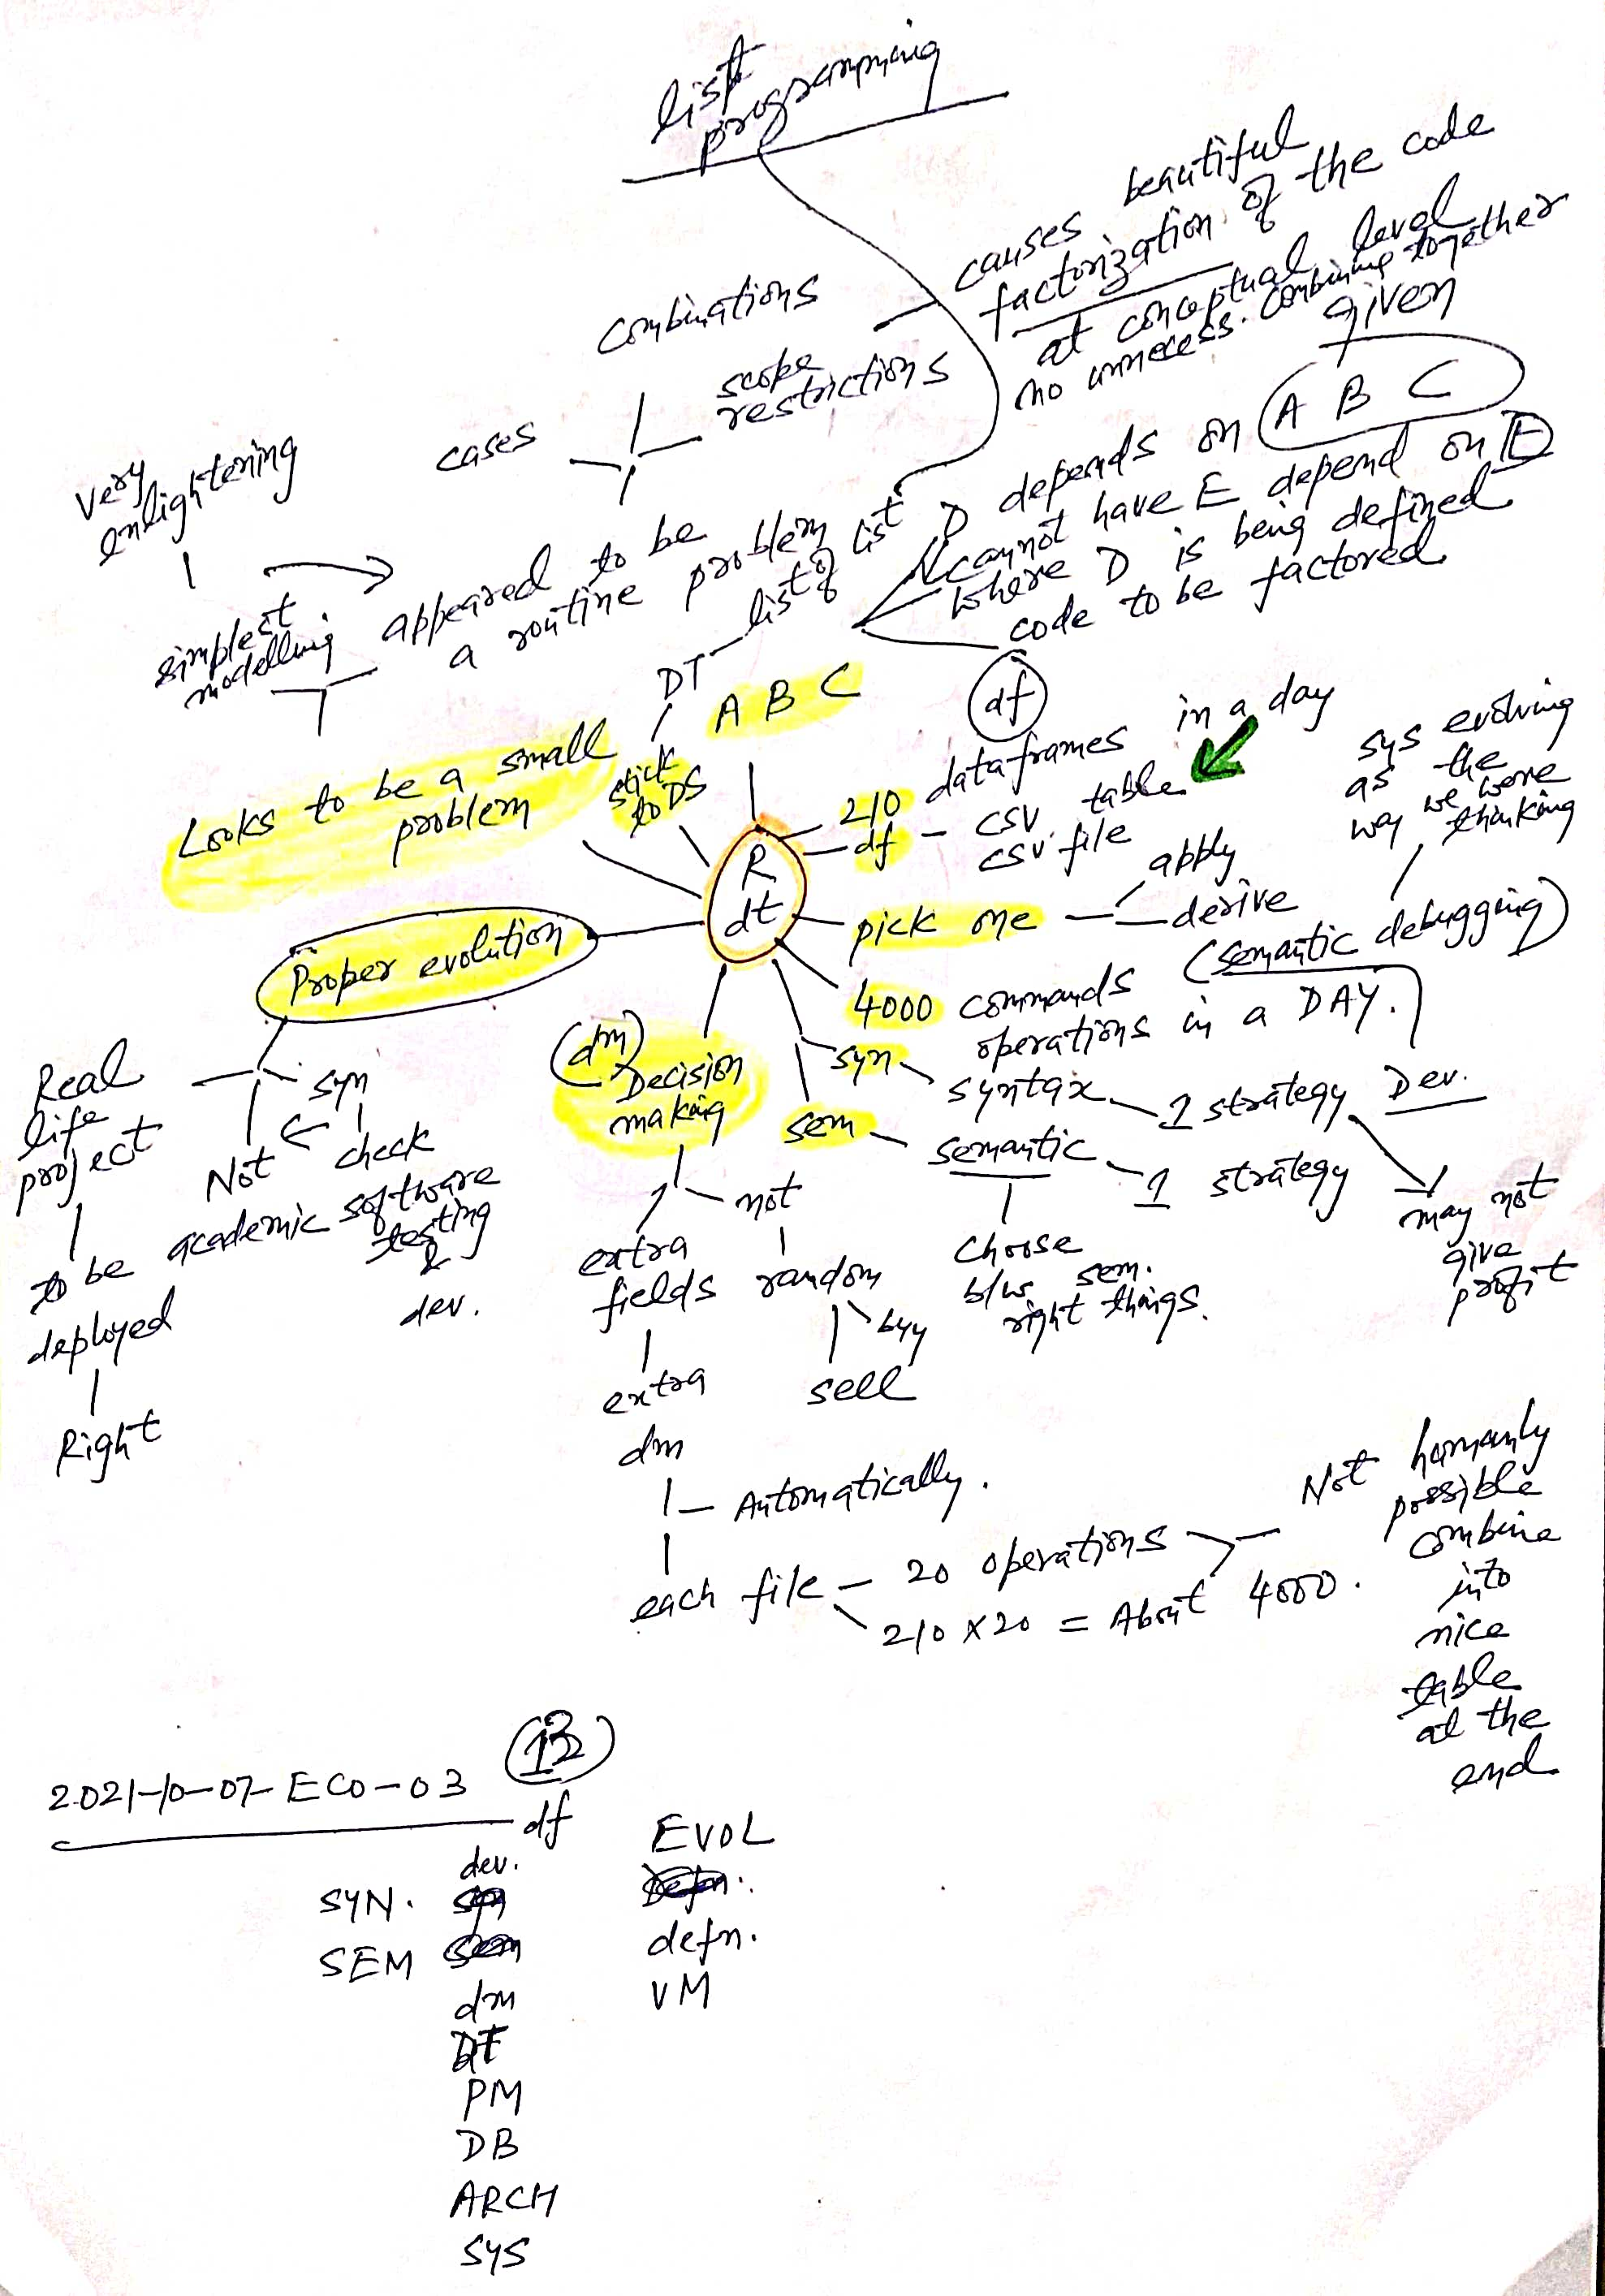 list
programming
causes beautiful
factorization of the code
at conceptual level
no unnecess. combining together
combinations
scope
restrictions
cases
very
enlightening
simplest
modelling
appeared to be
a routine problem
given
D depends on A B C
cannot have E depend on D
where D is being defined
code to be factored
list of list
DT
stick
to DS
A B C
df
Looks to be a small
problem
R
dt
210 dataframes in a day
df - csv table
csv file
pick one
apply
derive
sys evolving
as the
way we were
thinking
(semantic debugging)
4000 commands
operations in a DAY.
syn
syntax
1 strategy
Dev.
sem
semantic
1 strategy
may not
give
profit
choose
b/w sem.
right things.
Proper evolution
Real
life
project
to be
deployed
Right
syn
check
Not
academic software
testing
&
dev.
(dm)
Decision
making
not
random
buy
sell
extra
fields
extra
dm
Automatically.
each file - 20 operations
210 x 20 = About 4000.
Not humanly
possible
combine
into
nice
table
at the
end
2021-10-07-ECO-03
df
dev.
SYN.
SEM
dm
DT
PM
DB
ARCH
SYS
EVOL
defn.
VM